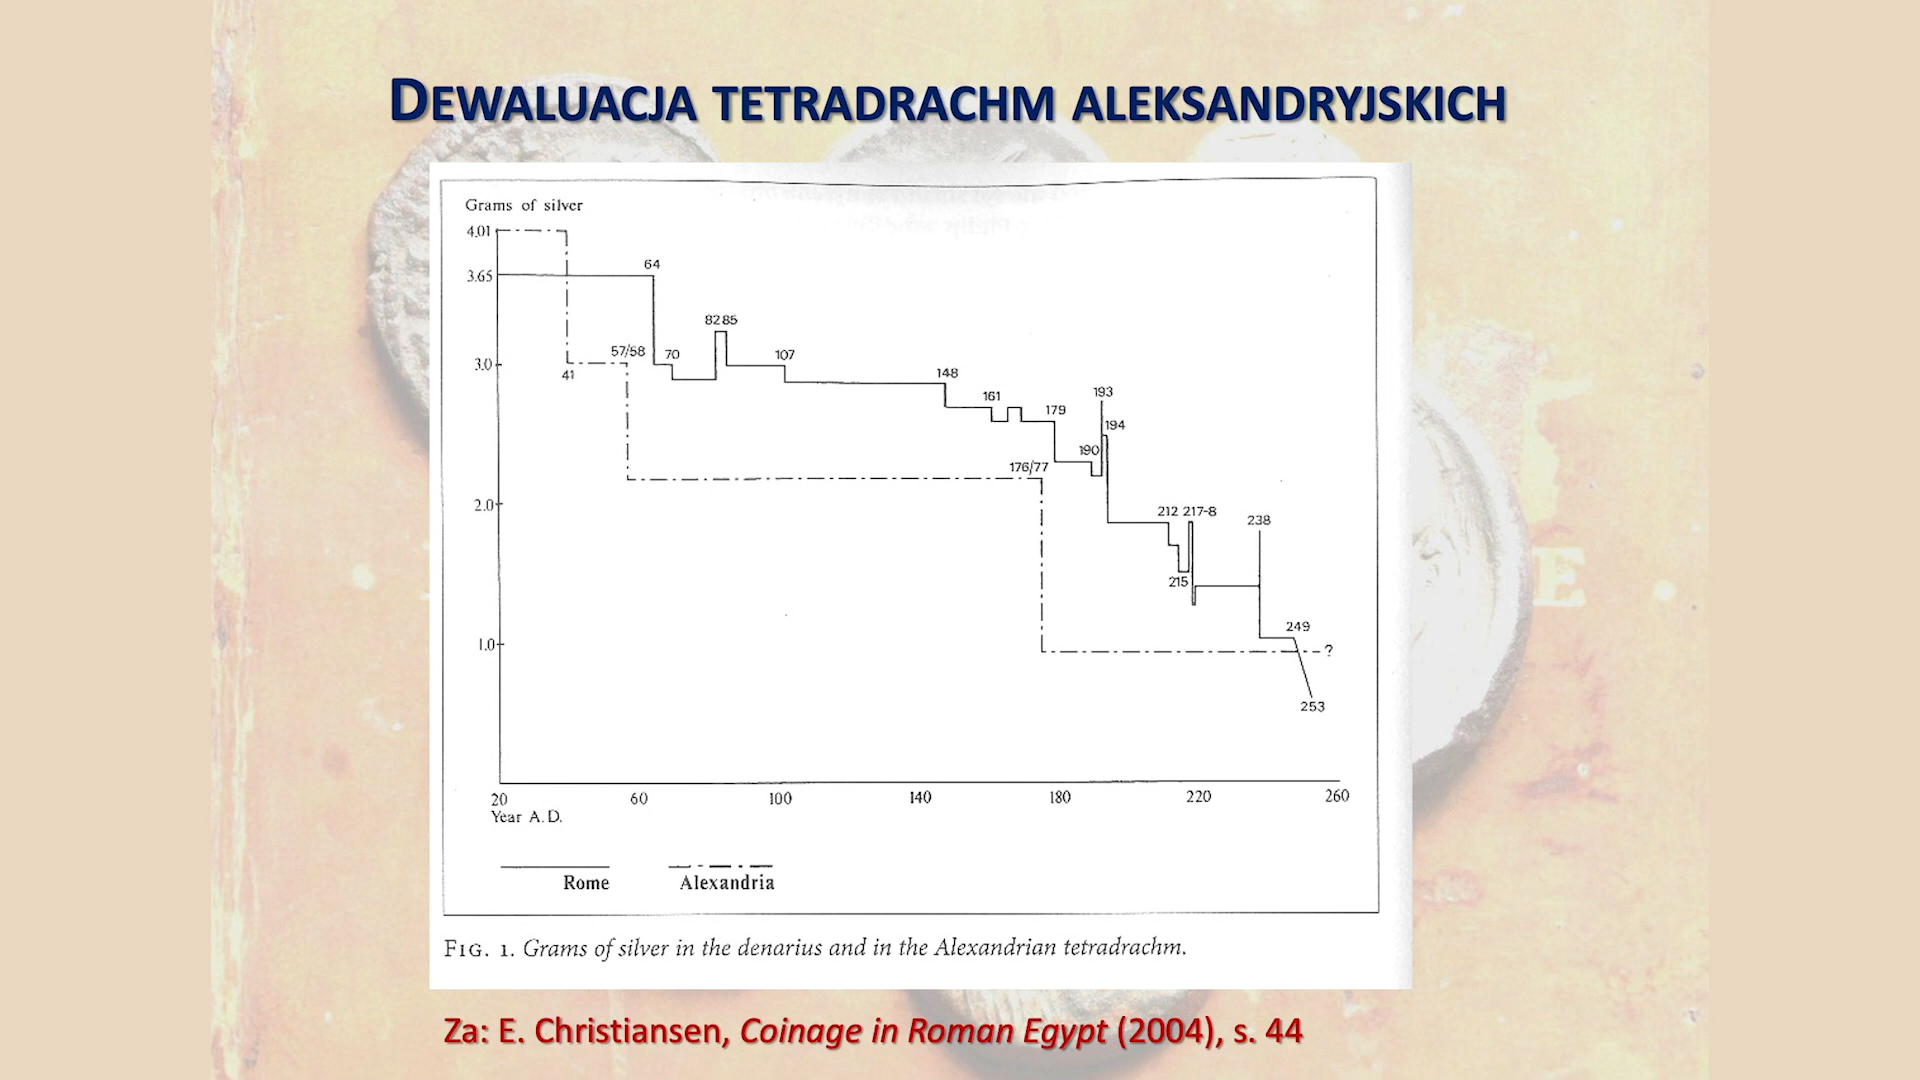 DEWALUACJA TETRADRACHM ALEKSANDRYJSKICH
Grams of silver
4.01
3.65
64
82 85
57/58 70
3.0
107
41
148
161
193
179
194
190
176/77
2.0
212 217-8
238
215
249
1.0
?
253
20 60 100 140 180 220 260
Year A.D.
Rome Alexandria
FIG. 1. Grams of silver in the denarius and in the Alexandrian tetradrachm.
Za: E. Christiansen, Coinage in Roman Egypt (2004), s. 44
E